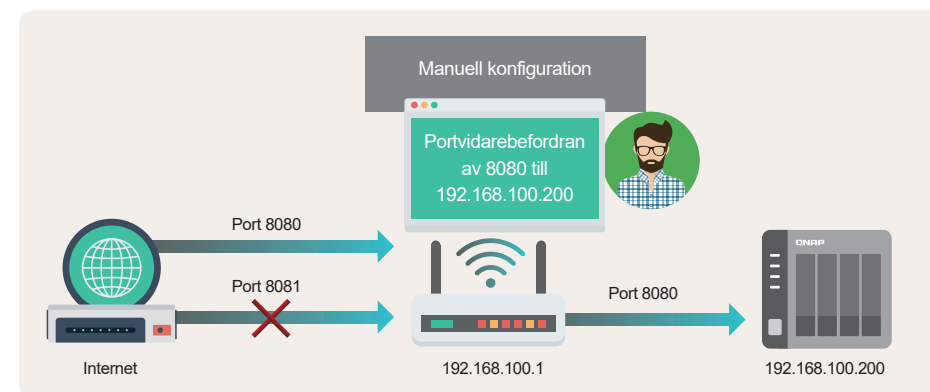 Manuell konfiguration
Portvidarebefordran
av 8080 till
192.168.100.200
Port 8080
Port 8081
Port 8080
QNAP
Internet
192.168.100.1
192.168.100.200